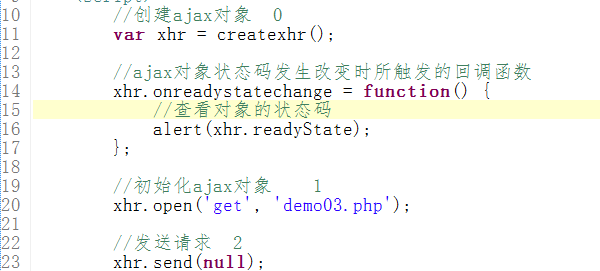 10 //创建ajax对象 0
11 var xhr = createxhr();
12
13 //ajax对象状态码发生改变时所触发的回调函数
14 xhr.onreadystatechange = function() {
15 //查看对象的状态码
16 alert(xhr.readyState);
17 };
18
19 //初始化ajax对象 1
20 xhr.open('get', 'demo03.php');
21
22 //发送请求 2
23 xhr.send(null);